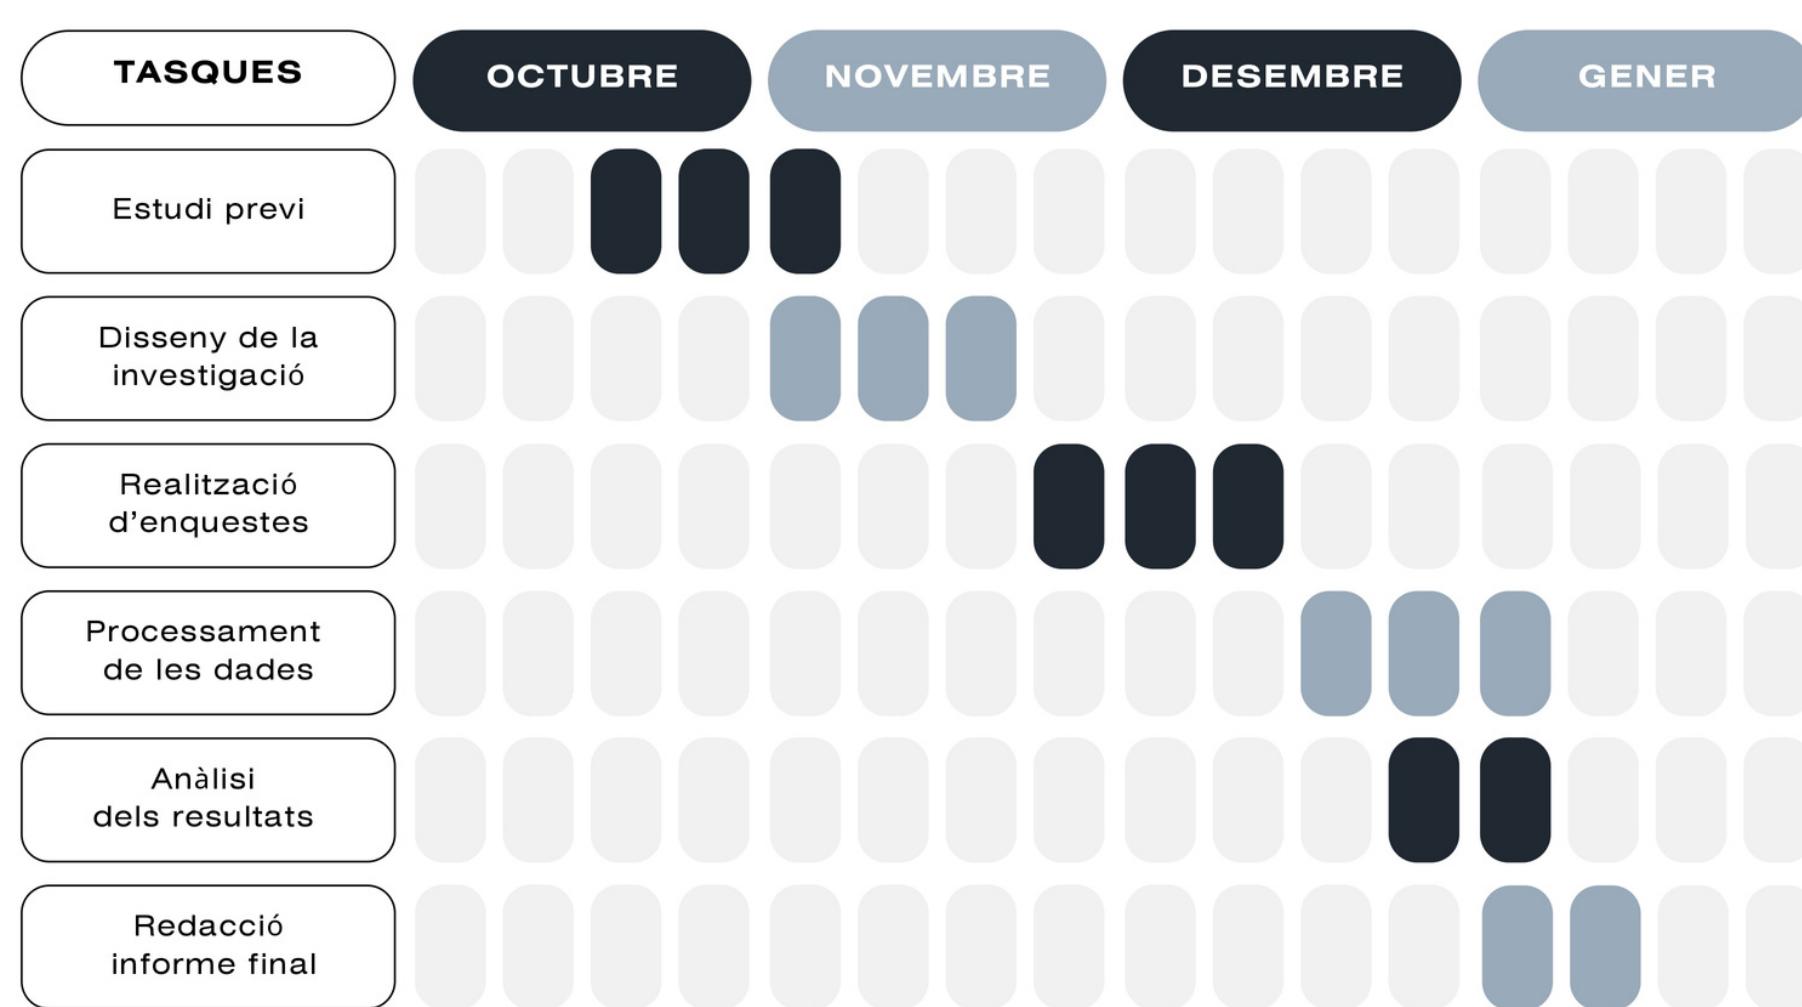 TASQUES
OCTUBRE
NOVEMBRE
DESEMBRE
GENER
Estudi previ
Disseny de la
investigació
Realització
d’enquestes
Processament
de les dades
Anàlisi
dels resultats
Redacció
informe final